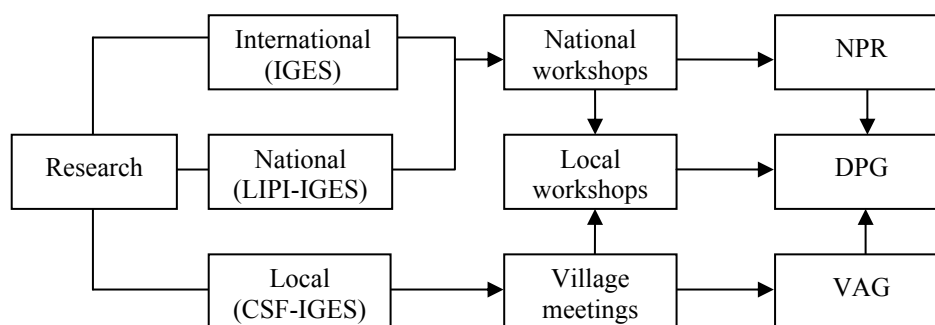 International
(IGES)
National
workshops
NPR
Research
National
(LIPI-IGES)
Local
workshops
DPG
Local
(CSF-IGES)
Village
meetings
VAG